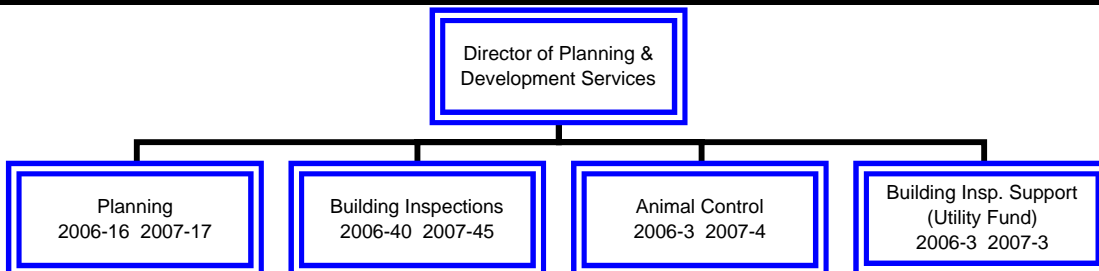 Director of Planning &
Development Services
Planning
2006-16  2007-17
Building Inspections
2006-40  2007-45
Animal Control
2006-3  2007-4
Building Insp. Support
(Utility Fund)
2006-3  2007-3